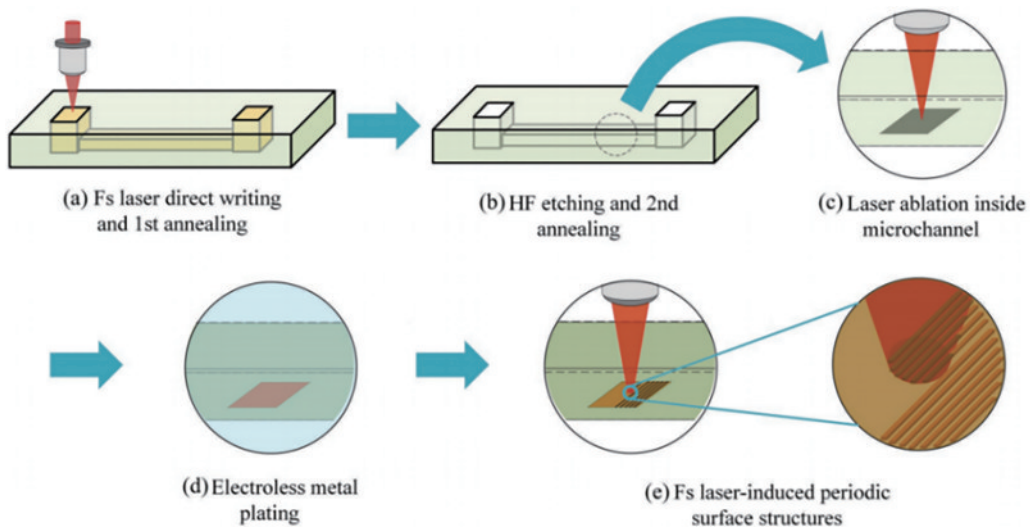 (a) Fs laser direct writing
and 1st annealing
(b) HF etching and 2nd
annealing
(c) Laser ablation inside
microchannel
(d) Electroless metal
plating
(e) Fs laser-induced periodic
surface structures